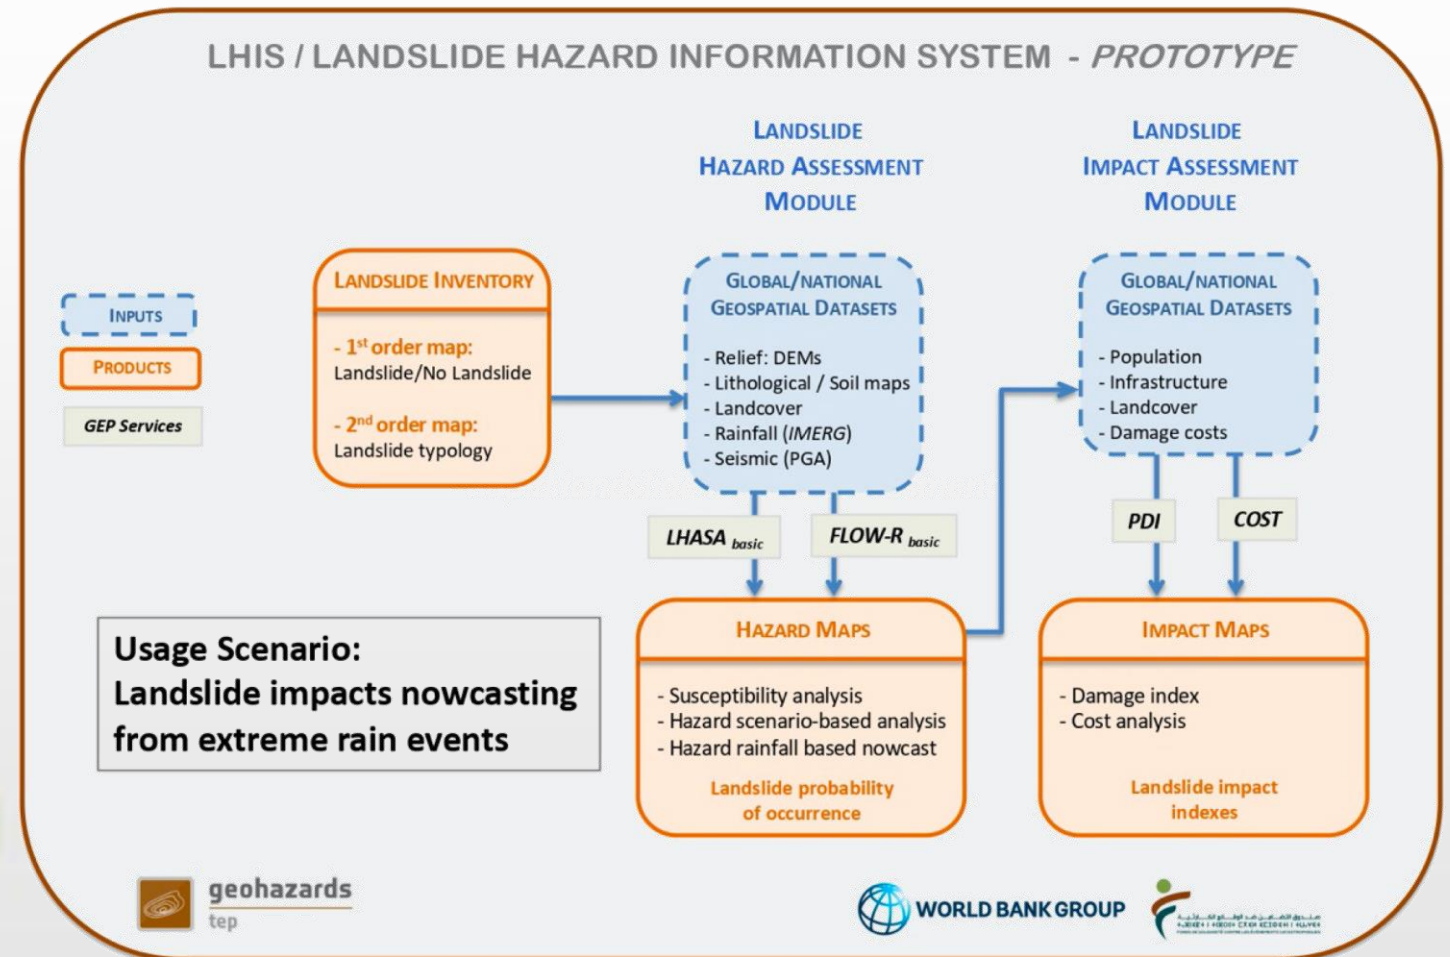 LHIS / LANDSLIDE HAZARD INFORMATION SYSTEM - PROTOTYPE
LANDSLIDE
HAZARD ASSESSMENT
MODULE
LANDSLIDE
IMPACT ASSESSMENT
MODULE
INPUTS
PRODUCTS
GEP Services
LANDSLIDE INVENTORY
- 1st order map:
Landslide/No Landslide
- 2nd order map:
Landslide typology
GLOBAL/NATIONAL
GEOSPATIAL DATASETS
- Relief: DEMs
- Lithological / Soil maps
- Landcover
- Rainfall (IMERG)
- Seismic (PGA)
GLOBAL/NATIONAL
GEOSPATIAL DATASETS
- Population
- Infrastructure
- Landcover
- Damage costs
LHASA basic
FLOW-R basic
PDI
COST
HAZARD MAPS
- Susceptibility analysis
- Hazard scenario-based analysis
- Hazard rainfall based nowcast
Landslide probability
of occurrence
IMPACT MAPS
- Damage index
- Cost analysis
Landslide impact
indexes
Usage Scenario:
Landslide impacts nowcasting
from extreme rain events
geohazards
tep
WORLD BANK GROUP